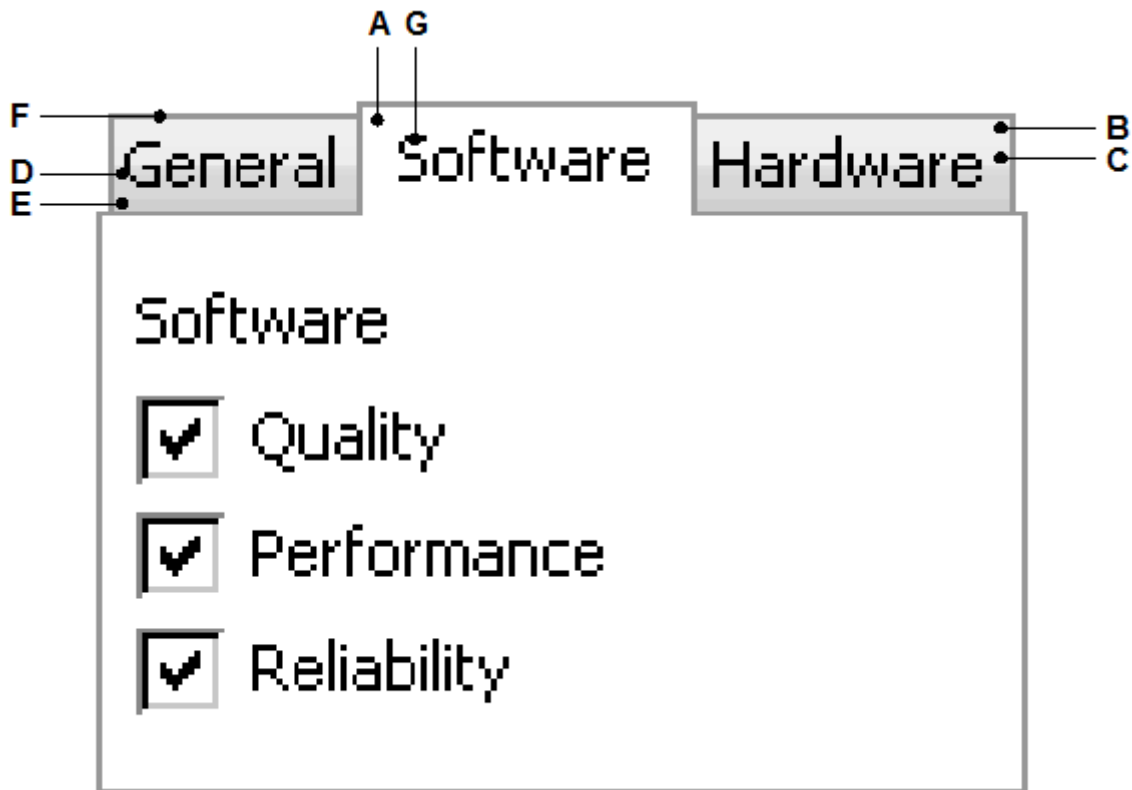 A G
F
B
General Software Hardware
D
C
E
Software
Quality
Performance
Reliability